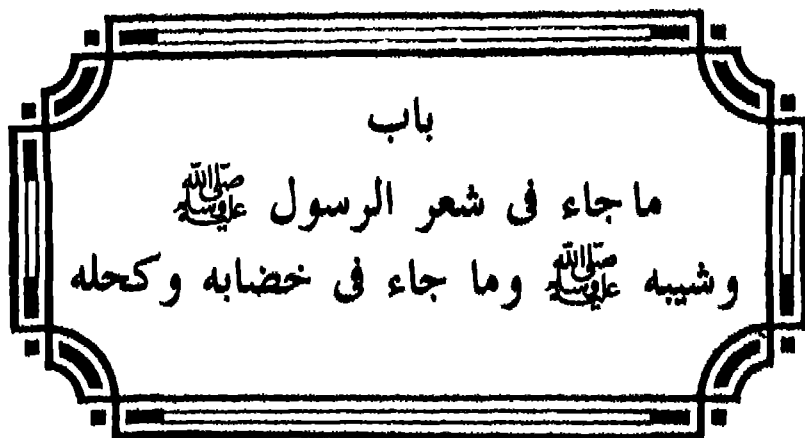 باب
ما جاء فى شعر الرسول ﷺ
وشيبه ﷺ وما جاء فى خضابه وكحله